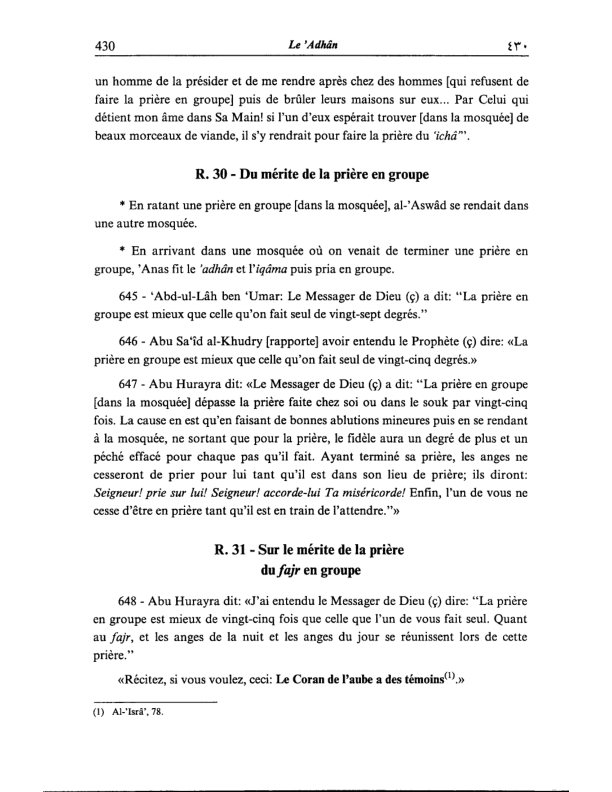 430 Le 'Adhân ٤٣٠
un homme de la présider et de me rendre après chez des hommes [qui refusent de
faire la prière en groupe] puis de brûler leurs maisons sur eux... Par Celui qui
détient mon âme dans Sa Main! si l'un d'eux espérait trouver [dans la mosquée] de
beaux morceaux de viande, il s'y rendrait pour faire la prière du 'ichâ'".
R. 30 - Du mérite de la prière en groupe
* En ratant une prière en groupe [dans la mosquée], al-'Aswâd se rendait dans
une autre mosquée.
* En arrivant dans une mosquée où on venait de terminer une prière en
groupe, 'Anas fit le 'adhân et l'iqâma puis pria en groupe.
645 - 'Abd-ul-Lâh ben 'Umar: Le Messager de Dieu (ç) a dit: "La prière en
groupe est mieux que celle qu'on fait seul de vingt-sept degrés."
646 - Abu Sa'îd al-Khudry [rapporte] avoir entendu le Prophète (ç) dire: «La
prière en groupe est mieux que celle qu'on fait seul de vingt-cinq degrés.»
647 - Abu Hurayra dit: «Le Messager de Dieu (ç) a dit: "La prière en groupe
[dans la mosquée] dépasse la prière faite chez soi ou dans le souk par vingt-cinq
fois. La cause en est qu'en faisant de bonnes ablutions mineures puis en se rendant
à la mosquée, ne sortant que pour la prière, le fidèle aura un degré de plus et un
péché effacé pour chaque pas qu'il fait. Ayant terminé sa prière, les anges ne
cesseront de prier pour lui tant qu'il est dans son lieu de prière; ils diront:
Seigneur! prie sur lui! Seigneur! accorde-lui Ta miséricorde! Enfin, l'un de vous ne
cesse d'être en prière tant qu'il est en train de l'attendre."»
R. 31 - Sur le mérite de la prière
du fajr en groupe
648 - Abu Hurayra dit: «J'ai entendu le Messager de Dieu (ç) dire: "La prière
en groupe est mieux de vingt-cinq fois que celle que l'un de vous fait seul. Quant
au fajr, et les anges de la nuit et les anges du jour se réunissent lors de cette
prière."
«Récitez, si vous voulez, ceci: Le Coran de l'aube a des témoins(1).»
(1) Al-'Isrâ', 78.